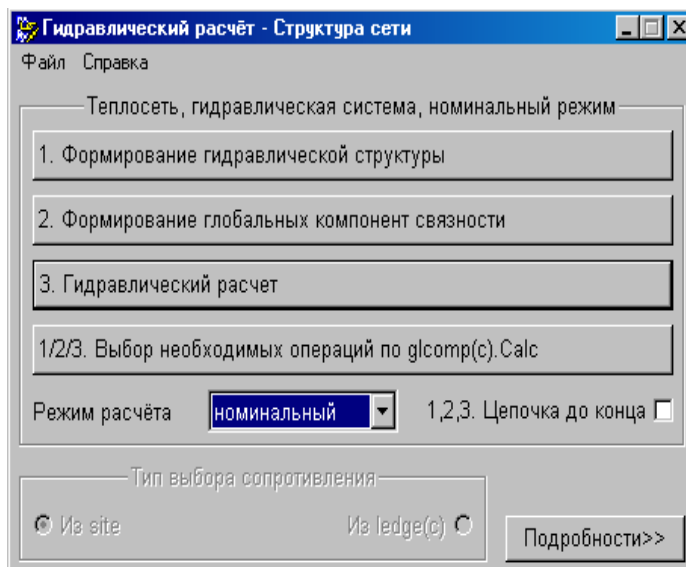 Гидравлический расчёт - Структура сети
Файл Справка
Теплосеть, гидравлическая система, номинальный режим
1. Формирование гидравлической структуры
2. Формирование глобальных компонент связности
3. Гидравлический расчет
1/2/3. Выбор необходимых операций по glcomp(c).Calc
Режим расчёта номинальный 1,2,3. Цепочка до конца
Тип выбора сопротивления
Из site Из ledge(c)
Подробности>>